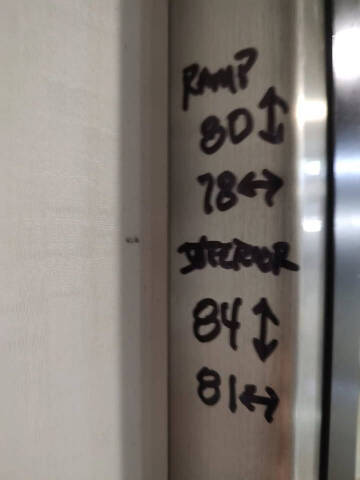 RAMP
80 ↕
78 ↔
INTERIOR
84 ↕
81 ↔